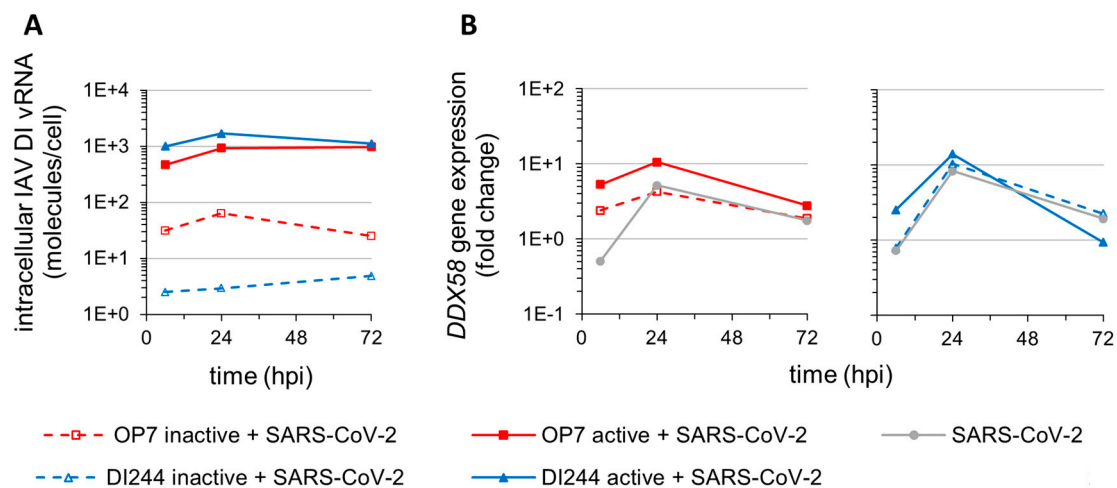 A
B
intracellular IAV DI vRNA
(molecules/cell)
1E+4
1E+3
1E+2
1E+1
1E+0
0
24
48
72
time (hpi)
DDX58 gene expression
(fold change)
1E+2
1E+1
1E+0
1E-1
0
24
48
72
0
24
48
72
time (hpi)
OP7 inactive + SARS-CoV-2
OP7 active + SARS-CoV-2
SARS-CoV-2
DI244 inactive + SARS-CoV-2
DI244 active + SARS-CoV-2